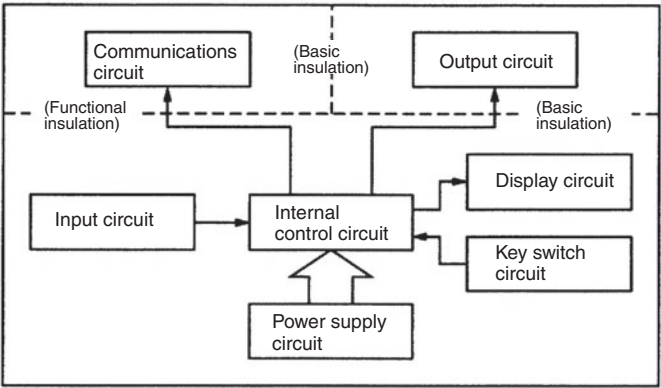 Communications
circuit
(Basic
insulation)
Output circuit
(Functional
insulation)
(Basic
insulation)
Input circuit
Internal
control circuit
Display circuit
Key switch
circuit
Power supply
circuit